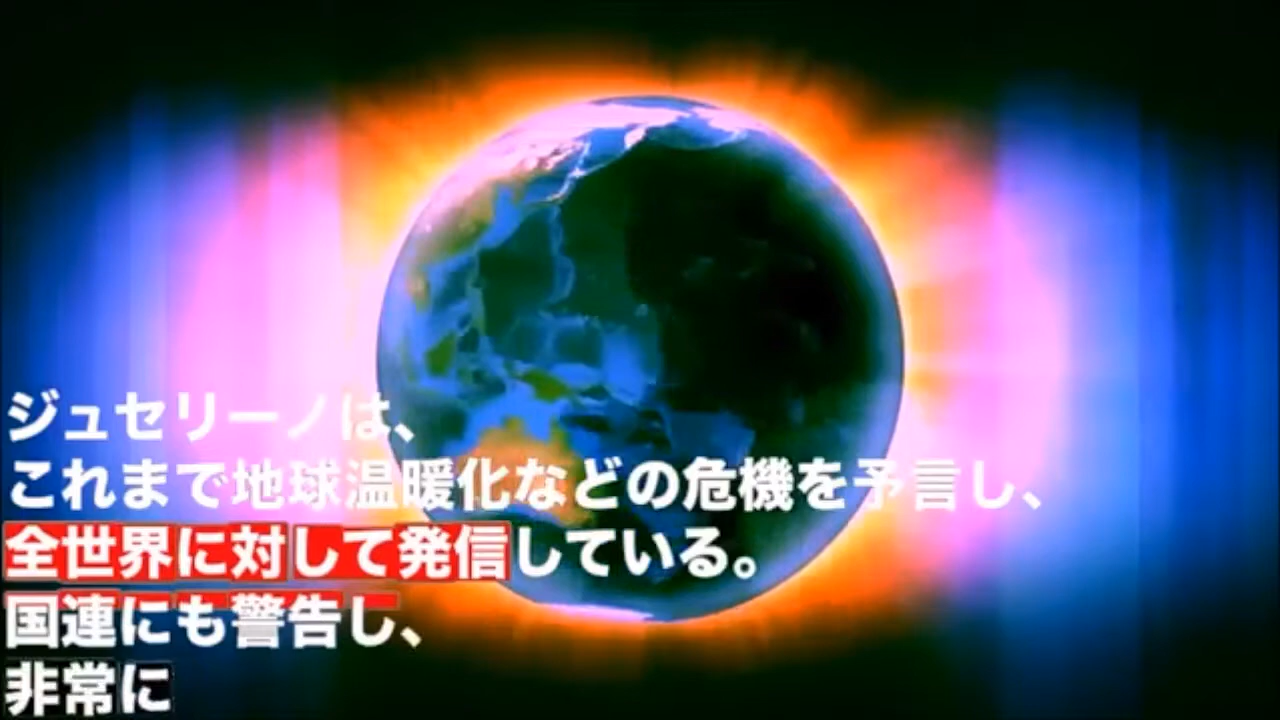 ジュセリーノは、
これまで地球温暖化などの危機を予言し、
全世界に対して発信している。
国連にも警告し、
非常に